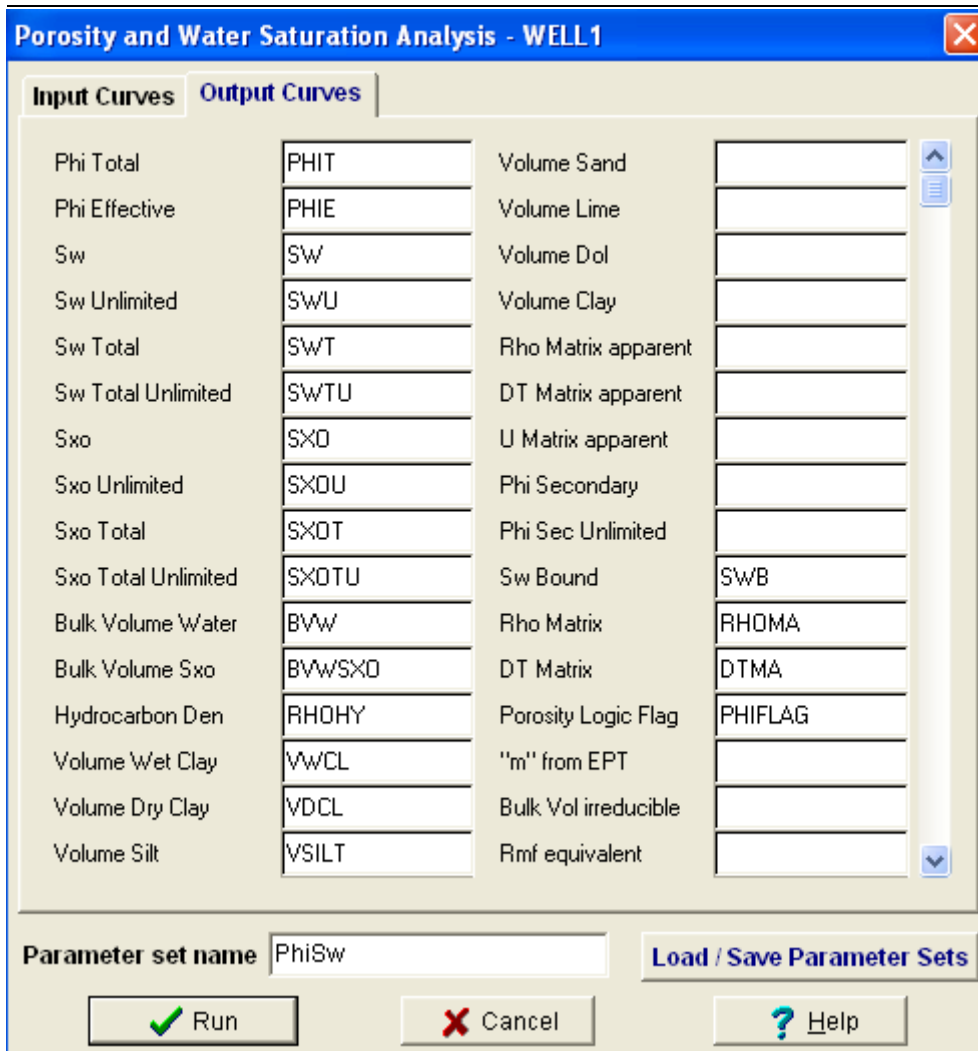 Porosity and Water Saturation Analysis - WELL1
Input Curves Output Curves
Phi Total PHIT Volume Sand
Phi Effective PHIE Volume Lime
Sw SW Volume Dol
Sw Unlimited SWU Volume Clay
Sw Total SWT Rho Matrix apparent
Sw Total Unlimited SWTU DT Matrix apparent
Sxo SXO U Matrix apparent
Sxo Unlimited SXOU Phi Secondary
Sxo Total SXOT Phi Sec Unlimited
Sxo Total Unlimited SXOTU Sw Bound SWB
Bulk Volume Water BVW Rho Matrix RHOMA
Bulk Volume Sxo BVWSXO DT Matrix DTMA
Hydrocarbon Den RHOHY Porosity Logic Flag PHIFLAG
Volume Wet Clay VWCL "m" from EPT
Volume Dry Clay VDCL Bulk Vol irreducible
Volume Silt VSILT Rmf equivalent
Parameter set name PhiSw Load / Save Parameter Sets
Run Cancel Help